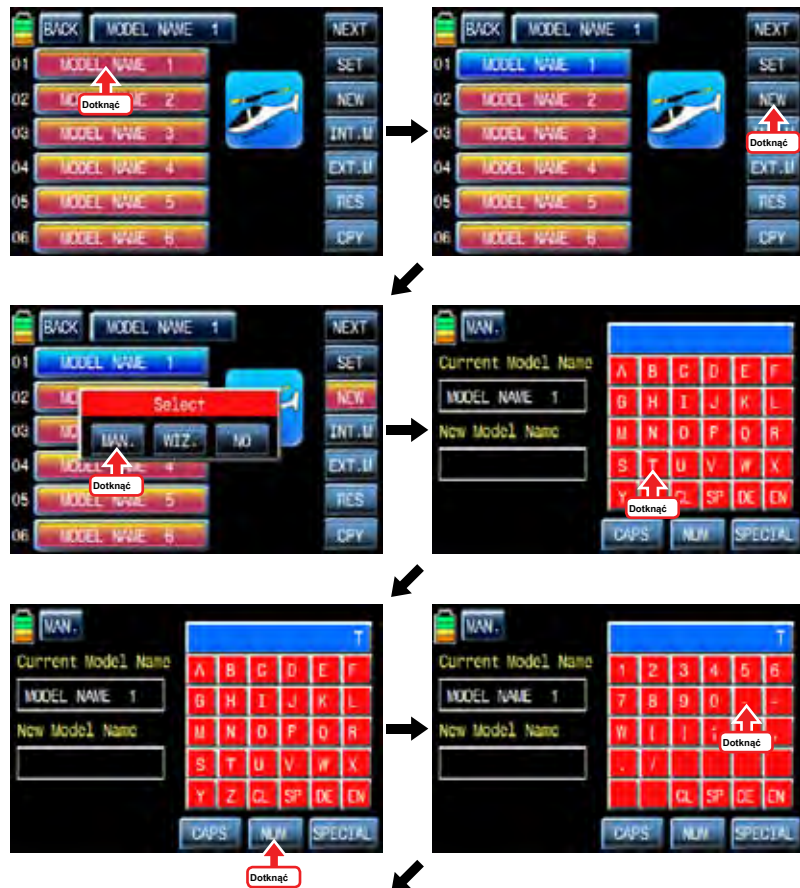 BACK MODEL NAME 1 NEXT
01 MODEL NAME 1 SET
02 MODEL NAME 2 NEW
Dotknąć
03 MODEL NAME 3 INT.M
04 MODEL NAME 4 EXT.M
05 MODEL NAME 5 RES
06 MODEL NAME 6 CPY
BACK MODEL NAME 1 NEXT
01 MODEL NAME 1 SET
02 MODEL NAME 2 NEW
03 MODEL NAME 3
Dotknąć
04 MODEL NAME 4 EXT.M
05 MODEL NAME 5 RES
06 MODEL NAME 6 CPY
BACK MODEL NAME 1 NEXT
01 MODEL NAME 1 SET
02 NEW
Select
03 INT.M
MAN. WIZ. NO
04 4 EXT.M
Dotknąć
05 MODEL NAME 5 RES
06 MODEL NAME 6 CPY
MAN.
Current Model Name
MODEL NAME 1
New Model Name
A B C D E F
G H I J K L
M N O P Q R
S T U V W X
Y CL SP DE EN
Dotknąć
CAPS NUM SPECIAL
MAN.
T
Current Model Name
MODEL NAME 1
New Model Name
A B C D E F
G H I J K L
M N O P Q R
S T U V W X
Y Z CL SP DE EN
CAPS NUM SPECIAL
Dotknąć
MAN.
T
Current Model Name
MODEL NAME 1
New Model Name
1 2 3 4 5 6
7 8 9 0 -
Dotknąć
. /
CL SP DE EN
CAPS NUM SPECIAL